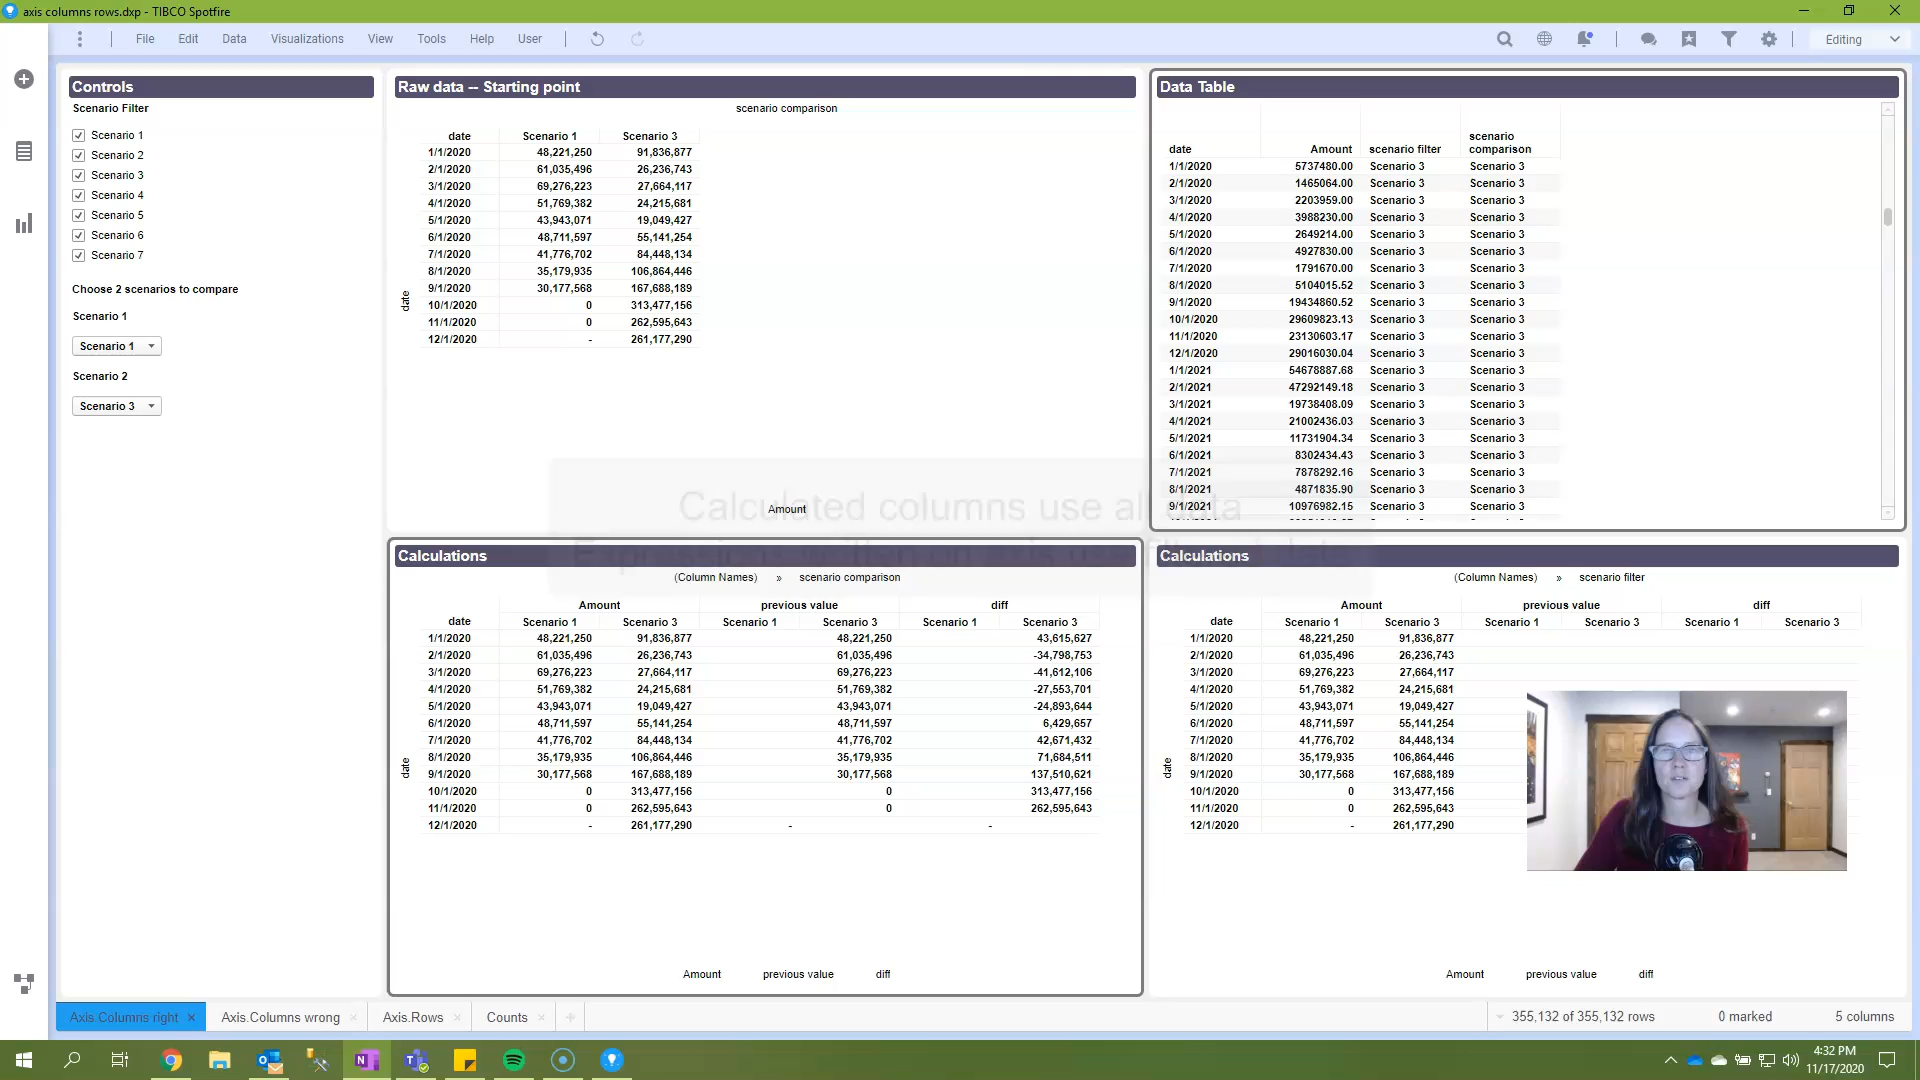 axis columns rows.dxp - TIBCO Spotfire
File Edit Data Visualizations View Tools Help User
Editing
Controls
Scenario Filter
Scenario 1
Scenario 2
Scenario 3
Scenario 4
Scenario 5
Scenario 6
Scenario 7
Choose 2 scenarios to compare
Scenario 1
Scenario 1
Scenario 2
Scenario 3
Raw data -- Starting point
scenario comparison
date Scenario 1 Scenario 3
1/1/2020 48,221,250 91,836,877
2/1/2020 61,035,496 26,236,743
3/1/2020 69,276,223 27,664,117
4/1/2020 51,769,382 24,215,681
5/1/2020 43,943,071 19,049,427
6/1/2020 48,711,597 55,141,254
7/1/2020 41,776,702 84,448,134
8/1/2020 35,179,935 106,864,446
9/1/2020 30,177,568 167,688,189
10/1/2020 0 313,477,156
11/1/2020 0 262,595,643
12/1/2020 - 261,177,290
date
Amount
Calculated columns use all data
Data Table
date Amount scenario filter scenario comparison
1/1/2020 5737480.00 Scenario 3 Scenario 3
2/1/2020 1465064.00 Scenario 3 Scenario 3
3/1/2020 2203959.00 Scenario 3 Scenario 3
4/1/2020 3988230.00 Scenario 3 Scenario 3
5/1/2020 2649214.00 Scenario 3 Scenario 3
6/1/2020 4927830.00 Scenario 3 Scenario 3
7/1/2020 1791670.00 Scenario 3 Scenario 3
8/1/2020 5104015.52 Scenario 3 Scenario 3
9/1/2020 19434860.52 Scenario 3 Scenario 3
10/1/2020 29609823.13 Scenario 3 Scenario 3
11/1/2020 23130603.17 Scenario 3 Scenario 3
12/1/2020 29016030.04 Scenario 3 Scenario 3
1/1/2021 54678887.68 Scenario 3 Scenario 3
2/1/2021 47292149.18 Scenario 3 Scenario 3
3/1/2021 19738408.09 Scenario 3 Scenario 3
4/1/2021 21002436.03 Scenario 3 Scenario 3
5/1/2021 11731904.34 Scenario 3 Scenario 3
6/1/2021 8302434.43 Scenario 3 Scenario 3
7/1/2021 7878292.16 Scenario 3 Scenario 3
8/1/2021 4871835.90 Scenario 3 Scenario 3
9/1/2021 10976982.15 Scenario 3 Scenario 3
Calculations
(Column Names) » scenario comparison
Amount previous value diff
date Scenario 1 Scenario 3 Scenario 1 Scenario 3 Scenario 1 Scenario 3
1/1/2020 48,221,250 91,836,877 48,221,250 43,615,627
2/1/2020 61,035,496 26,236,743 61,035,496 -34,798,753
3/1/2020 69,276,223 27,664,117 69,276,223 -41,612,106
4/1/2020 51,769,382 24,215,681 51,769,382 -27,553,701
5/1/2020 43,943,071 19,049,427 43,943,071 -24,893,644
6/1/2020 48,711,597 55,141,254 48,711,597 6,429,657
7/1/2020 41,776,702 84,448,134 41,776,702 42,671,432
8/1/2020 35,179,935 106,864,446 35,179,935 71,684,511
9/1/2020 30,177,568 167,688,189 30,177,568 137,510,621
10/1/2020 0 313,477,156 0 313,477,156
11/1/2020 0 262,595,643 0 262,595,643
12/1/2020 - 261,177,290 - -
date
Amount previous value diff
Calculations
(Column Names) » scenario filter
Amount previous value diff
date Scenario 1 Scenario 3 Scenario 1 Scenario 3 Scenario 1 Scenario 3
1/1/2020 48,221,250 91,836,877
2/1/2020 61,035,496 26,236,743
3/1/2020 69,276,223 27,664,117
4/1/2020 51,769,382 24,215,681
5/1/2020 43,943,071 19,049,427
6/1/2020 48,711,597 55,141,254
7/1/2020 41,776,702 84,448,134
8/1/2020 35,179,935 106,864,446
9/1/2020 30,177,568 167,688,189
10/1/2020 0 313,477,156
11/1/2020 0 262,595,643
12/1/2020 - 261,177,290
date
Amount previous value diff
Axis.Columns right Axis.Columns wrong Axis.Rows Counts
355,132 of 355,132 rows 0 marked 5 columns
4:32 PM
11/17/2020